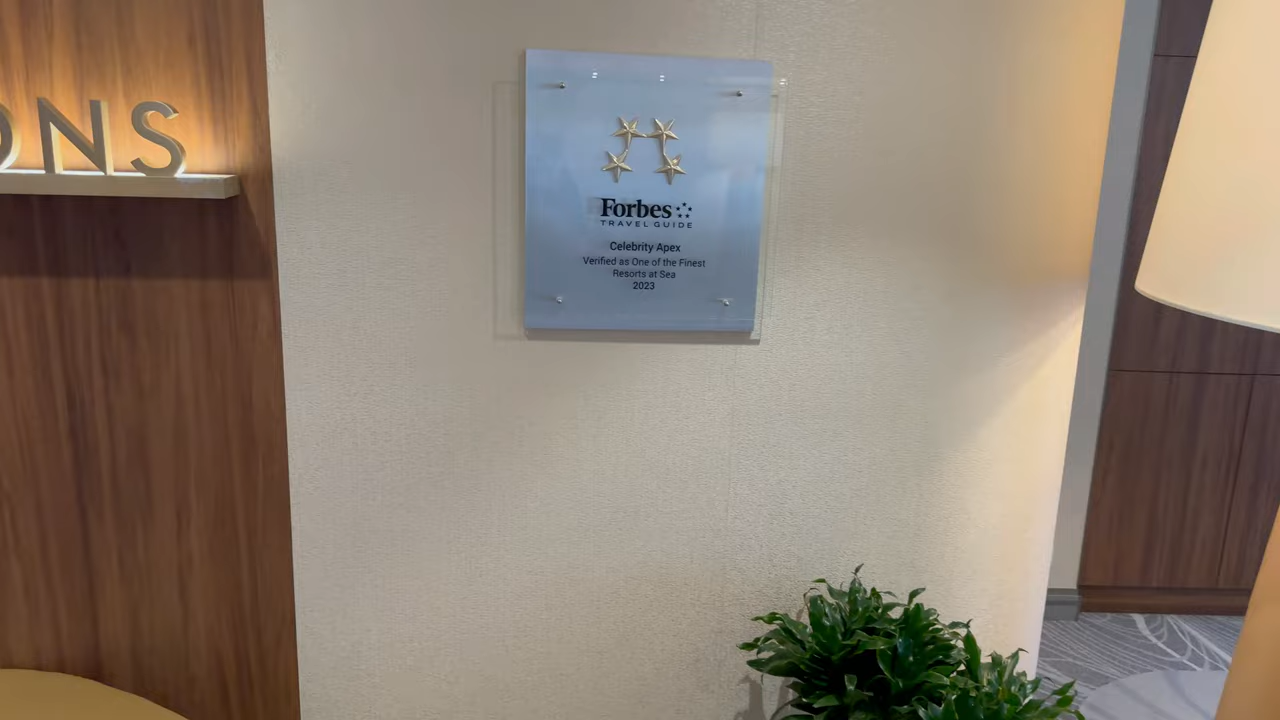 ONS
Forbes
TRAVEL GUIDE
Celebrity Apex
Verified as One of the Finest
Resorts at Sea
2023